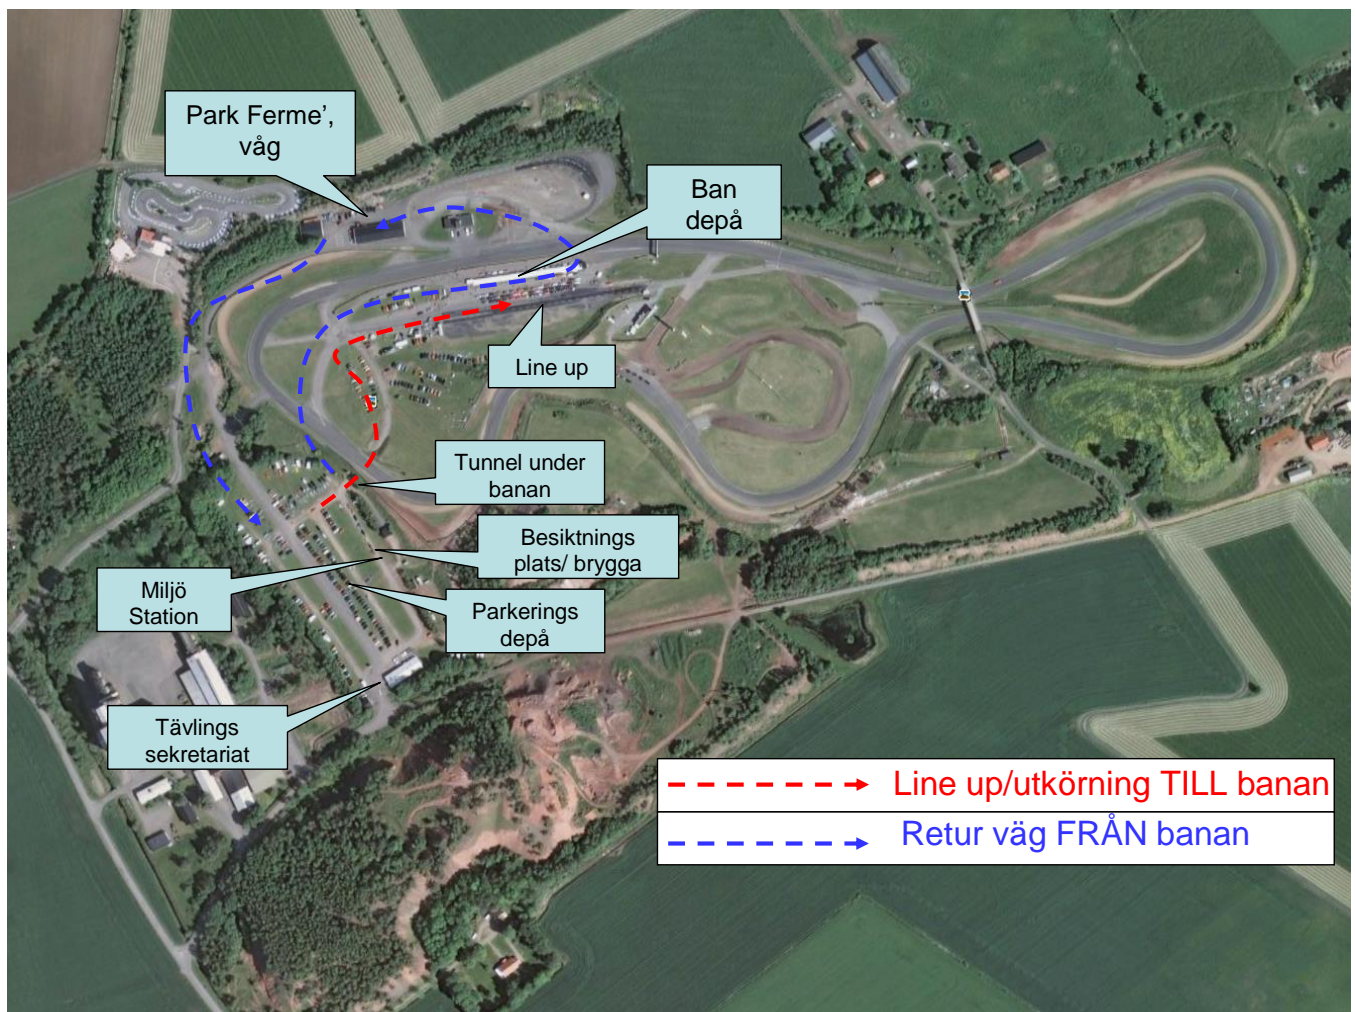 Park Ferme’,
våg
Ban
depå
Line up
Tunnel under
banan
Besiktnings
plats/ brygga
Miljö
Station
Parkerings
depå
Tävlings
sekretariat
Line up/utkörning TILL banan
Retur väg FRÅN banan